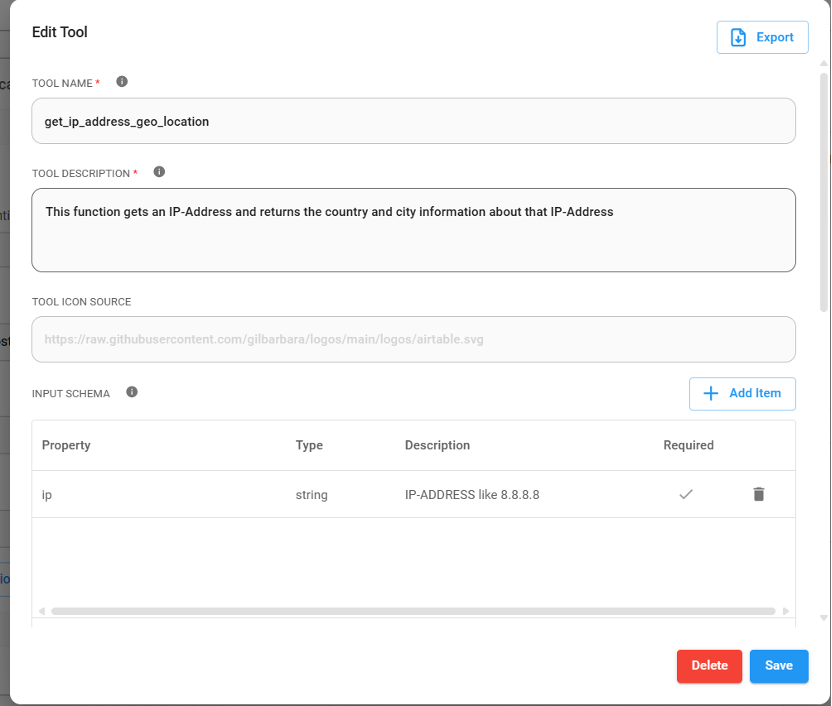 Edit Tool
Export
TOOL NAME *
get_ip_address_geo_location
TOOL DESCRIPTION *
This function gets an IP-Address and returns the country and city information about that IP-Address
TOOL ICON SOURCE
https://raw.githubusercontent.com/gilbarbara/logos/main/logos/airtable.svg
INPUT SCHEMA
Add Item
Property Type Description Required
ip string IP-ADDRESS like 8.8.8.8
Delete Save